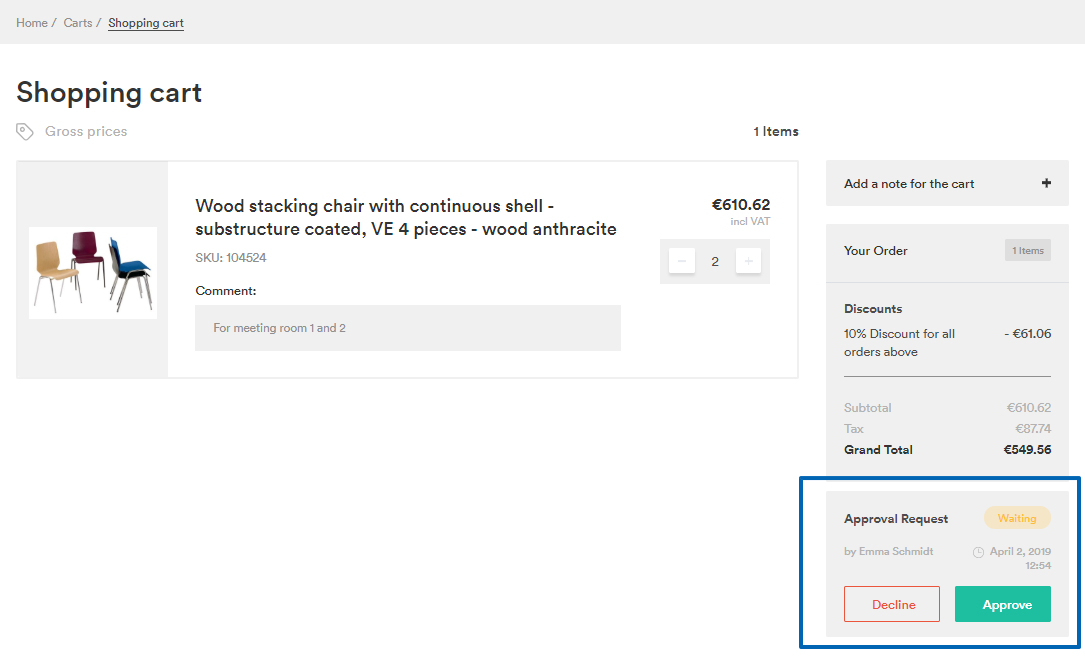 Home / Carts / Shopping cart
Shopping cart
Gross prices
1 Items
Wood stacking chair with continuous shell -
substructure coated, VE 4 pieces - wood anthracite
SKU: 104524
Comment:
For meeting room 1 and 2
€610.62
incl VAT
− 2 +
Add a note for the cart +
Your Order 1 Items
Discounts
10% Discount for all - €61.06
orders above
Subtotal €610.62
Tax €87.74
Grand Total €549.56
Approval Request Waiting
by Emma Schmidt April 2, 2019
12:54
Decline Approve